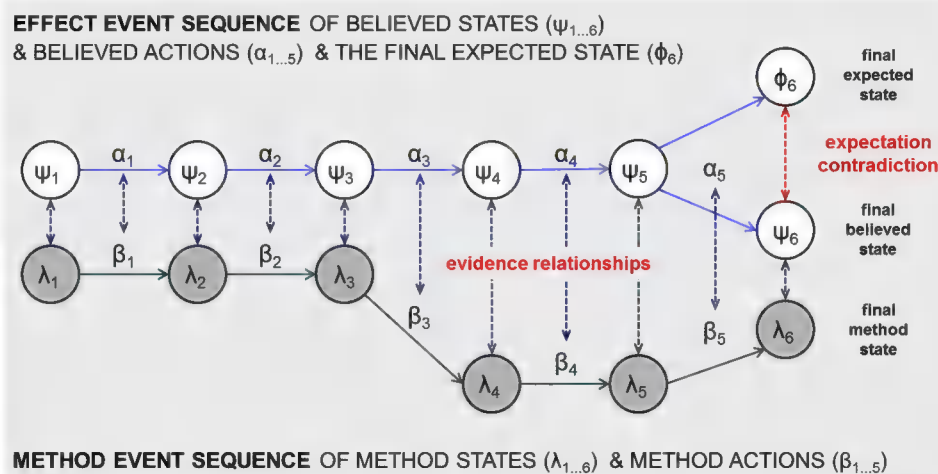 EFFECT EVENT SEQUENCE OF BELIEVED STATES (ψ1...6)
& BELIEVED ACTIONS (α1...5) & THE FINAL EXPECTED STATE (ϕ6)
ϕ6
final
expected
state
expectation
contradiction
ψ1
α1
ψ2
α2
ψ3
α3
ψ4
α4
ψ5
α5
ψ6
final
believed
state
λ1
β1
λ2
β2
λ3
evidence relationships
β3
λ4
β4
λ5
β5
λ6
final
method
state
METHOD EVENT SEQUENCE OF METHOD STATES (λ1...6) & METHOD ACTIONS (β1...5)